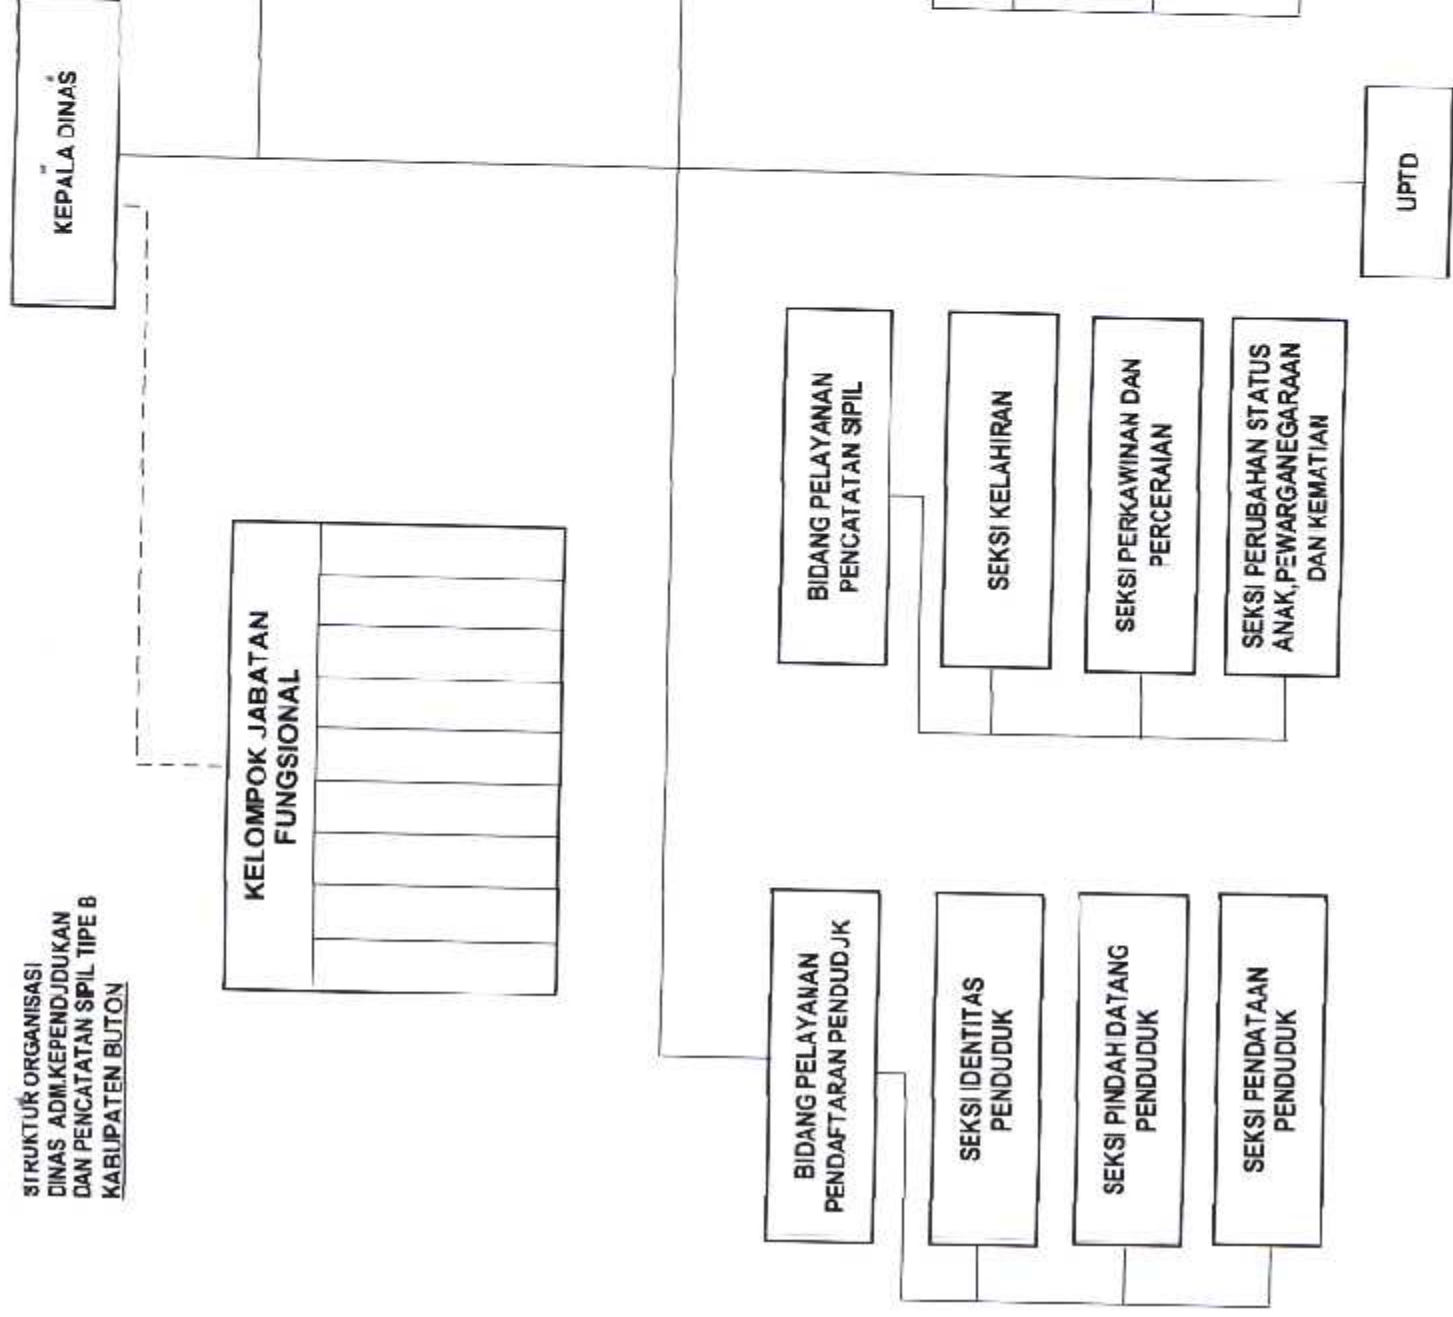 STRUKTUR ORGANISASI
DINAS ADM.KEPENDUDUKAN
DAN PENCATATAN SIPIL TIPE B
KABUPATEN BUTON
KEPALA DINAS
KELOMPOK JABATAN
FUNGSIONAL
BIDANG PELAYANAN
PENDAFTARAN PENDUDUK
SEKSI IDENTITAS
PENDUDUK
SEKSI PINDAH DATANG
PENDUDUK
SEKSI PENDATAAN
PENDUDUK
BIDANG PELAYANAN
PENCATATAN SIPIL
SEKSI KELAHIRAN
SEKSI PERKAWINAN DAN
PERCERAIAN
SEKSI PERUBAHAN STATUS
ANAK,PEWARGANEGARAAN
DAN KEMATIAN
UPTD